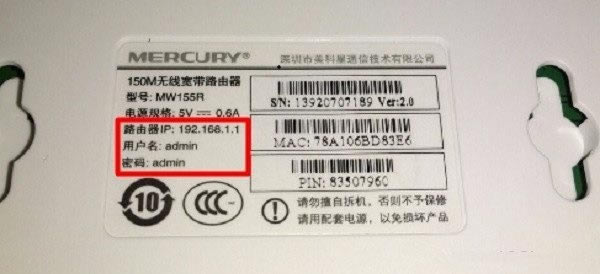 MERCURY®
深圳市美科星通信技术有限公司
150M无线宽带路由器
型号: MW155R
电源规格: 5V ⎓ 0.6A
路由器IP: 192.168.1.1
用户名: admin
密码: admin
S/N: 13920707189 Ver:2.0
MAC: 78A106BD83E6
PIN: 83507960
10
CCC
请勿擅自拆机,否则不予保修
请用配套电源,以免损坏产品